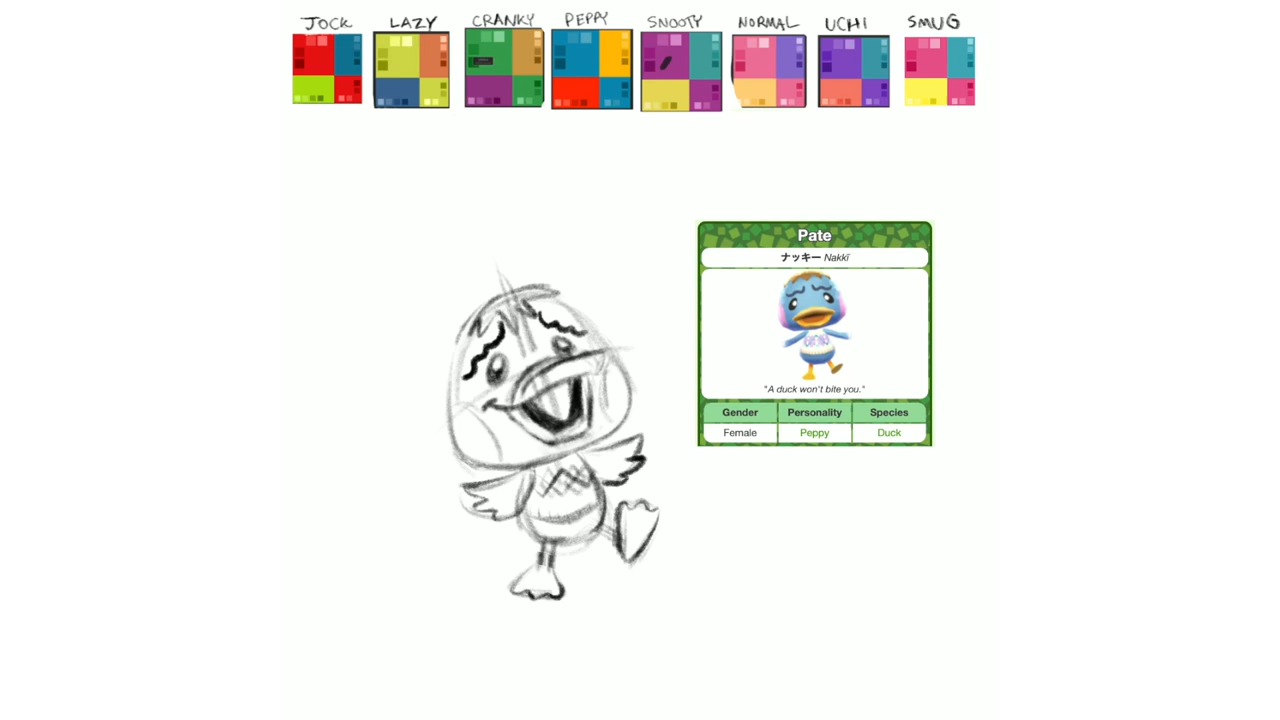 JOCK LAZY CRANKY PEPPY SNOOTY NORMAL UCHI SMUG
Pate
ナッキー Nakkī
"A duck won't bite you."
Gender Personality Species
Female Peppy Duck